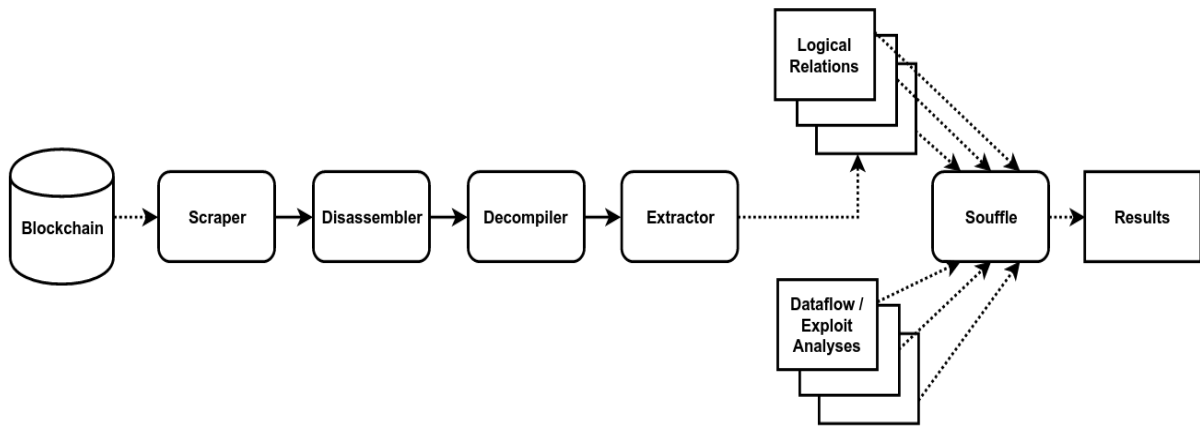 Logical
Relations
Blockchain
Scraper
Disassembler
Decompiler
Extractor
Souffle
Results
Dataflow /
Exploit
Analyses